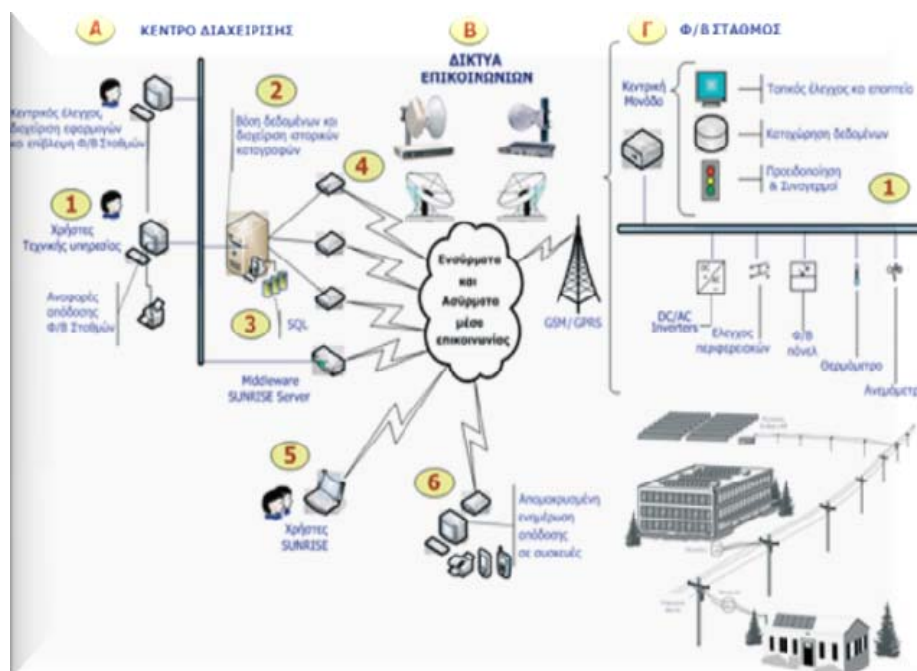 Α
ΚΕΝΤΡΟ ΔΙΑΧΕΙΡΙΣΗΣ
Κεντρικός έλεγχος,
διαχείριση εφαρμογών
και επίβλεψη Φ/Β Σταθμών
1
Χρήστες
Τεχνικής υπηρεσίας
Αναφορές
απόδοσης
Φ/Β Σταθμών
2
Βάση δεδομένων και
διαχείριση ιστορικών
καταγραφών
3
SQL
4
Middleware
SUNRISE Server
Β
ΔΙΚΤΥΑ
ΕΠΙΚΟΙΝΩΝΙΩΝ
Ενσύρματα
και
Ασύρματα
μέσα
επικοινωνίας
GSM/GPRS
5
Χρήστες
SUNRISE
6
Απομακρυσμένη
ενημέρωση
απόδοσης
σε συσκευές
Γ
Φ/Β ΣΤΑΘΜΟΣ
Κεντρική
Μονάδα
Τοπικός έλεγχος και εποπτεία
Καταχώρηση δεδομένων
Προειδοποίηση
& Συναγερμοί
1
DC
AC
DC/AC
Inverters
Ελεγχος
περιφερειακών
Φ/Β
πάνελ
Θερμόμετρο
Ανεμόμετρ